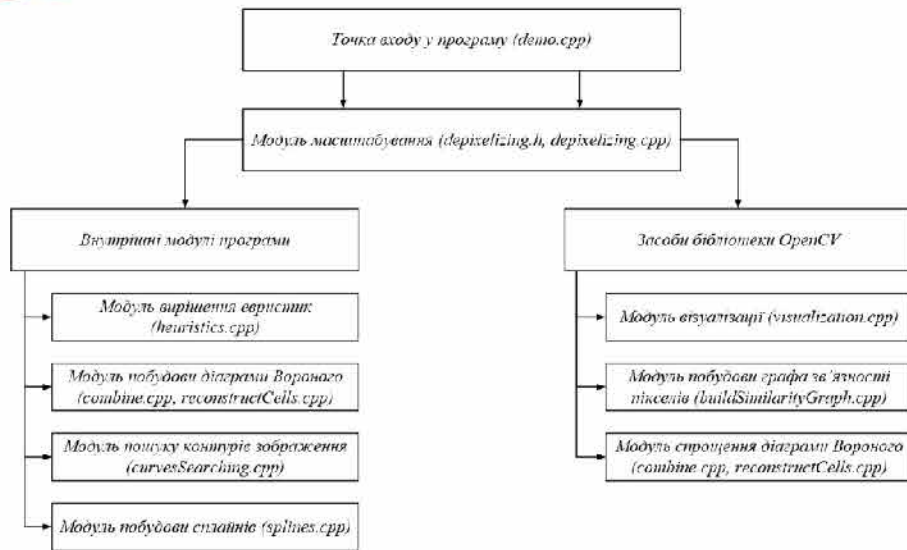 Точка входу у програму (demo.cpp)
Модуль масштабування (depixelizing.h, depixelizing.cpp)
Внутрішні модулі програми
Модуль вирішення евристик
(heuristics.cpp)
Модуль побудови діаграми Вороного
(combine.cpp, reconstructCells.cpp)
Модуль пошуку контурів зображення
(curvesSearching.cpp)
Модуль побудови сплайнів (splines.cpp)
Засоби бібліотеки OpenCV
Модуль візуалізації (visualization.cpp)
Модуль побудови графа зв'язності
пікселів (buildSimilarityGraph.cpp)
Модуль спрощення діаграми Вороного
(combine.cpp, reconstructCells.cpp)